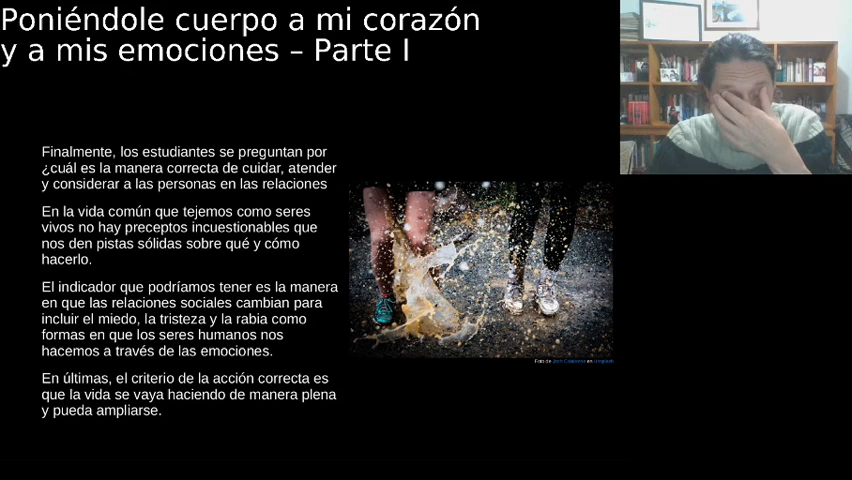 Poniéndole cuerpo a mi corazón
y a mis emociones – Parte I
Finalmente, los estudiantes se preguntan por
¿cuál es la manera correcta de cuidar, atender
y considerar a las personas en las relaciones
En la vida común que tejemos como seres
vivos no hay preceptos incuestionables que
nos den pistas sólidas sobre qué y cómo
hacerlo.
El indicador que podríamos tener es la manera
en que las relaciones sociales cambian para
incluir el miedo, la tristeza y la rabia como
formas en que los seres humanos nos
hacemos a través de las emociones.
En últimas, el criterio de la acción correcta es
que la vida se vaya haciendo de manera plena
y pueda ampliarse.
Foto de en Unsplash